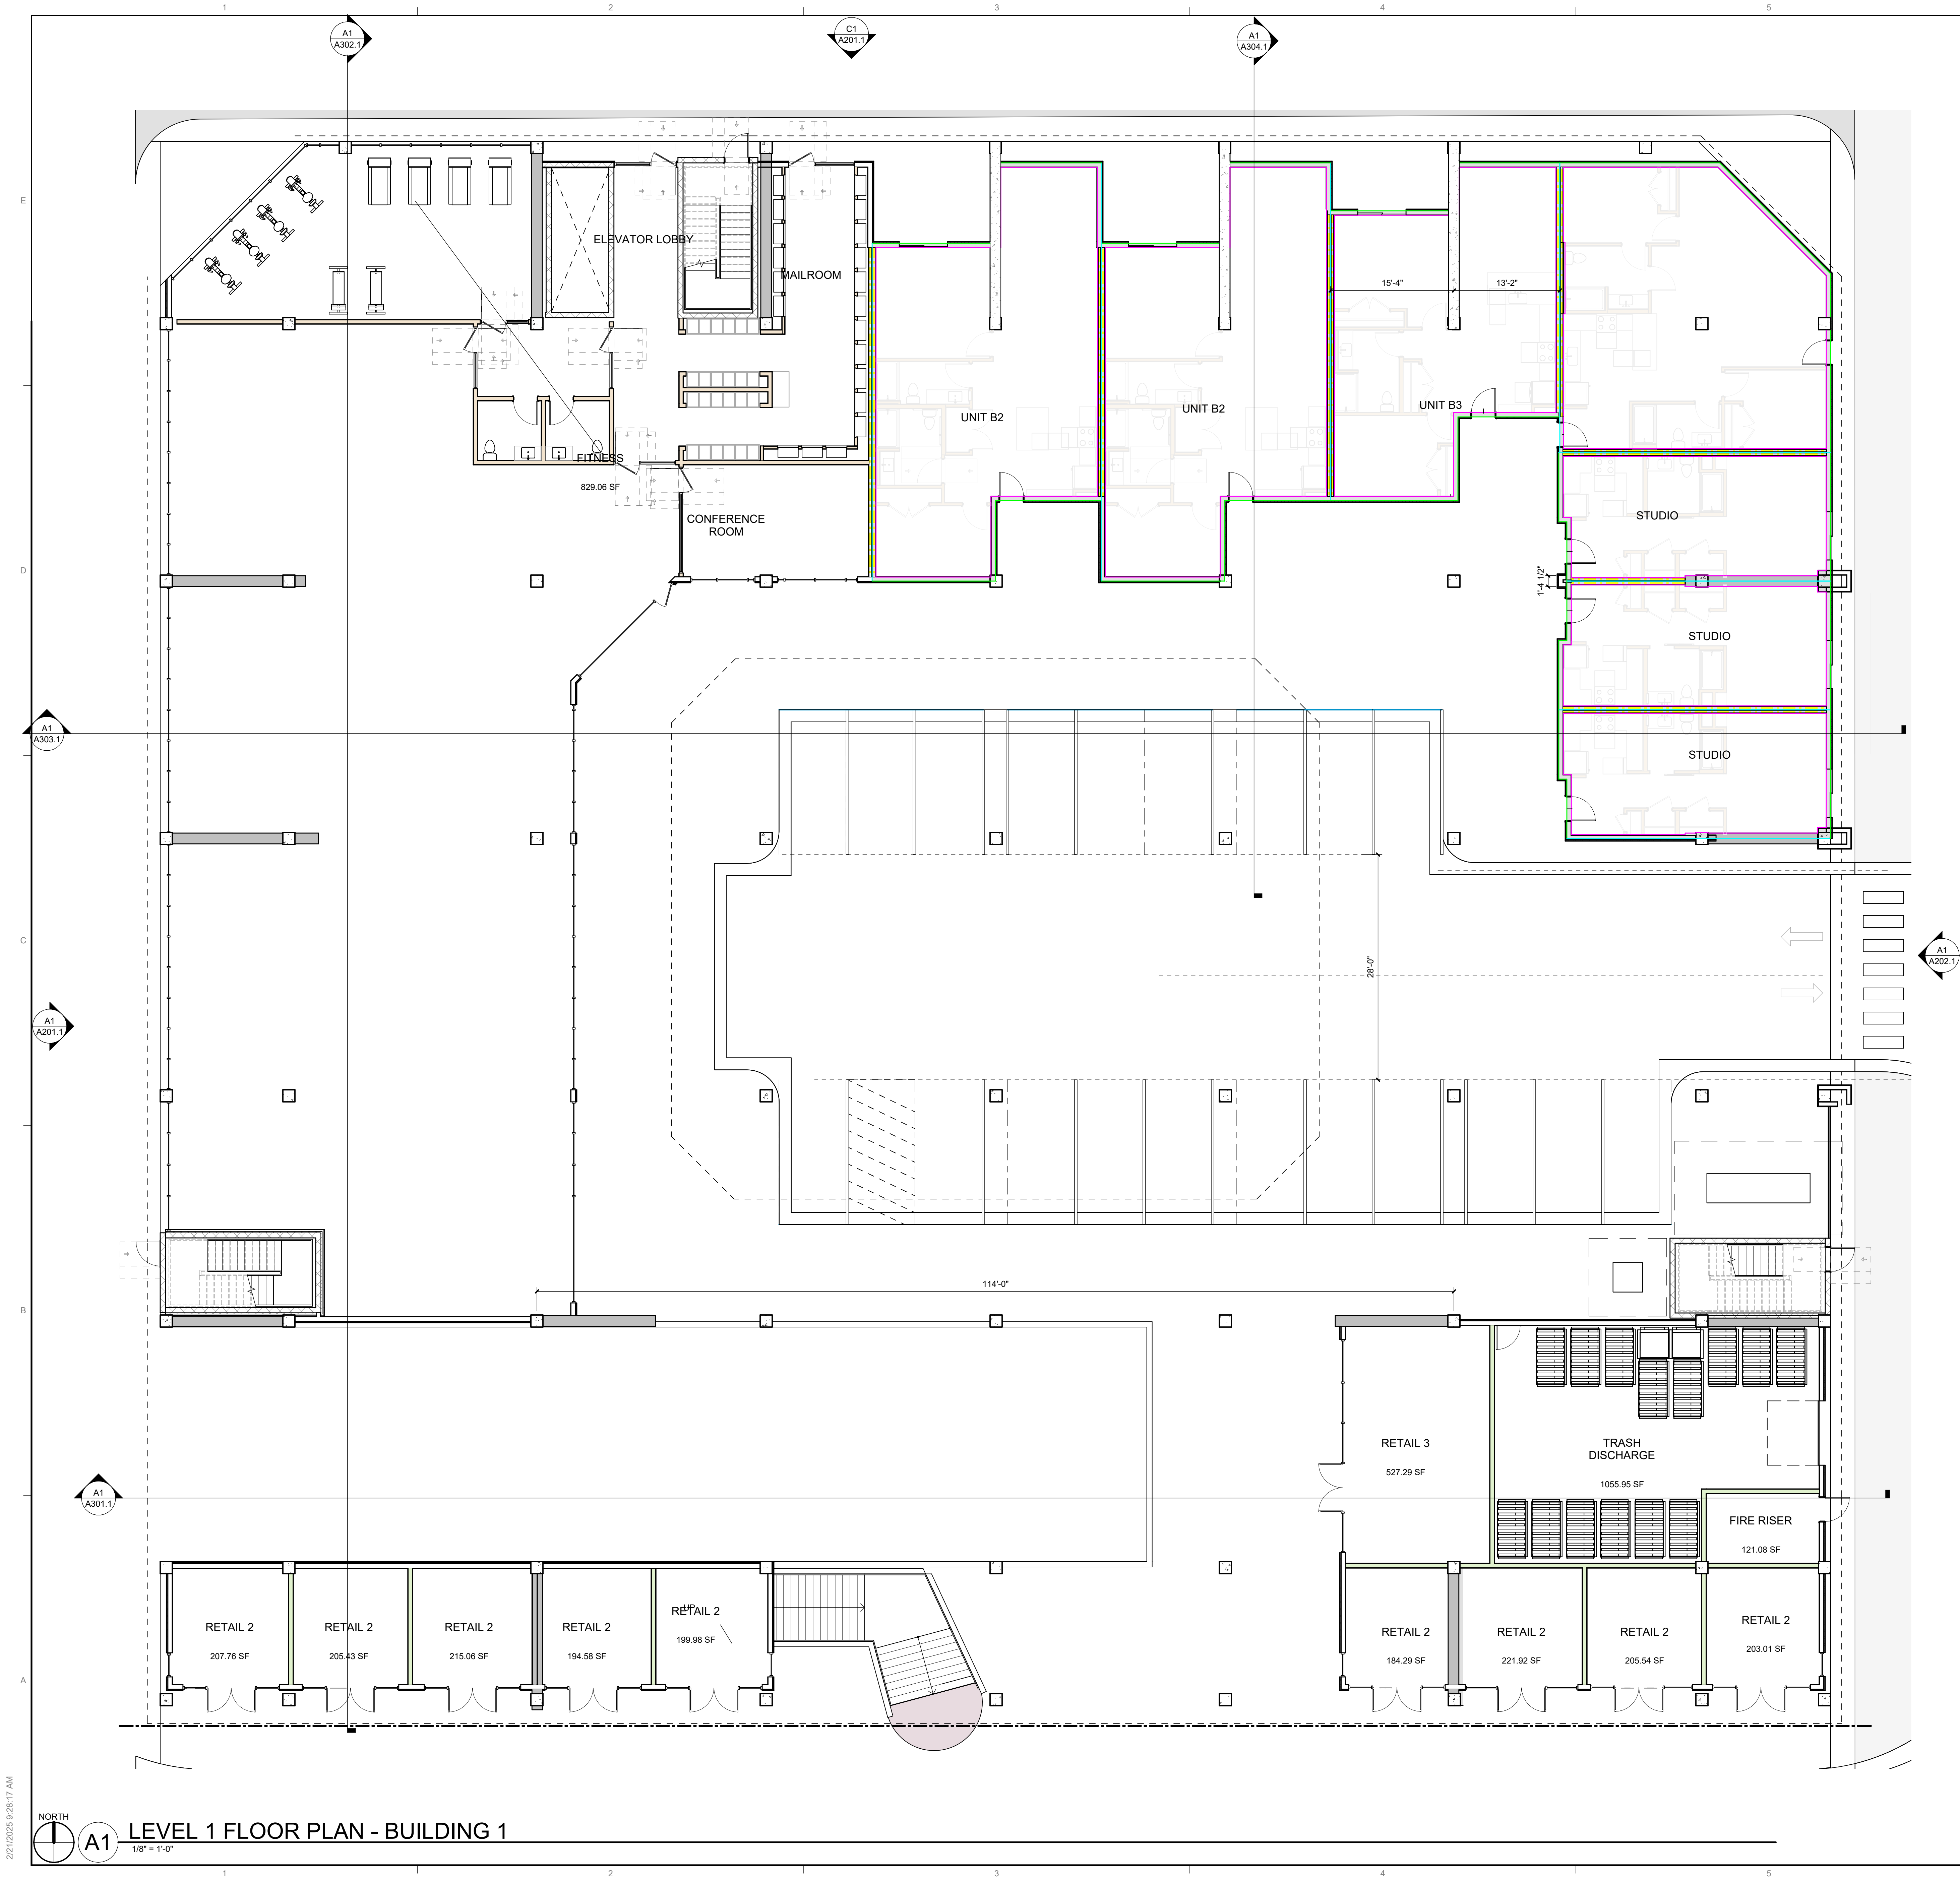 1 2 3 4 5
A1
A302.1
C1
A201.1
A1
A304.1
E
ELEVATOR LOBBY
MAILROOM
15'-4"
13'-2"
UNIT B2
UNIT B2
UNIT B3
FITNESS
829.06 SF
CONFERENCE
ROOM
STUDIO
D
1'-4 1/2"
STUDIO
A1
A303.1
STUDIO
C
28'-0"
A1
A202.1
A1
A201.1
B
114'-0"
RETAIL 3
527.29 SF
TRASH
DISCHARGE
1055.95 SF
A1
A301.1
FIRE RISER
121.08 SF
RETAIL 2
207.76 SF
RETAIL 2
205.43 SF
RETAIL 2
215.06 SF
RETAIL 2
194.58 SF
UP
RETAIL 2
199.98 SF
RETAIL 2
184.29 SF
RETAIL 2
221.92 SF
RETAIL 2
205.54 SF
RETAIL 2
203.01 SF
A
2/21/2025 9:28:17 AM
NORTH
A1
LEVEL 1 FLOOR PLAN - BUILDING 1
1/8" = 1'-0"
1 2 3 4 5